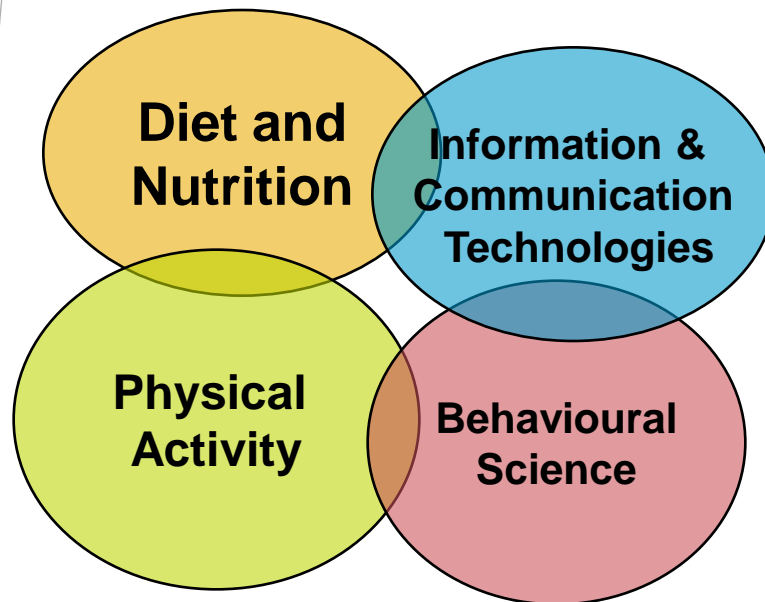 Diet and
Nutrition
Information &
Communication
Technologies
Physical
Activity
Behavioural
Science